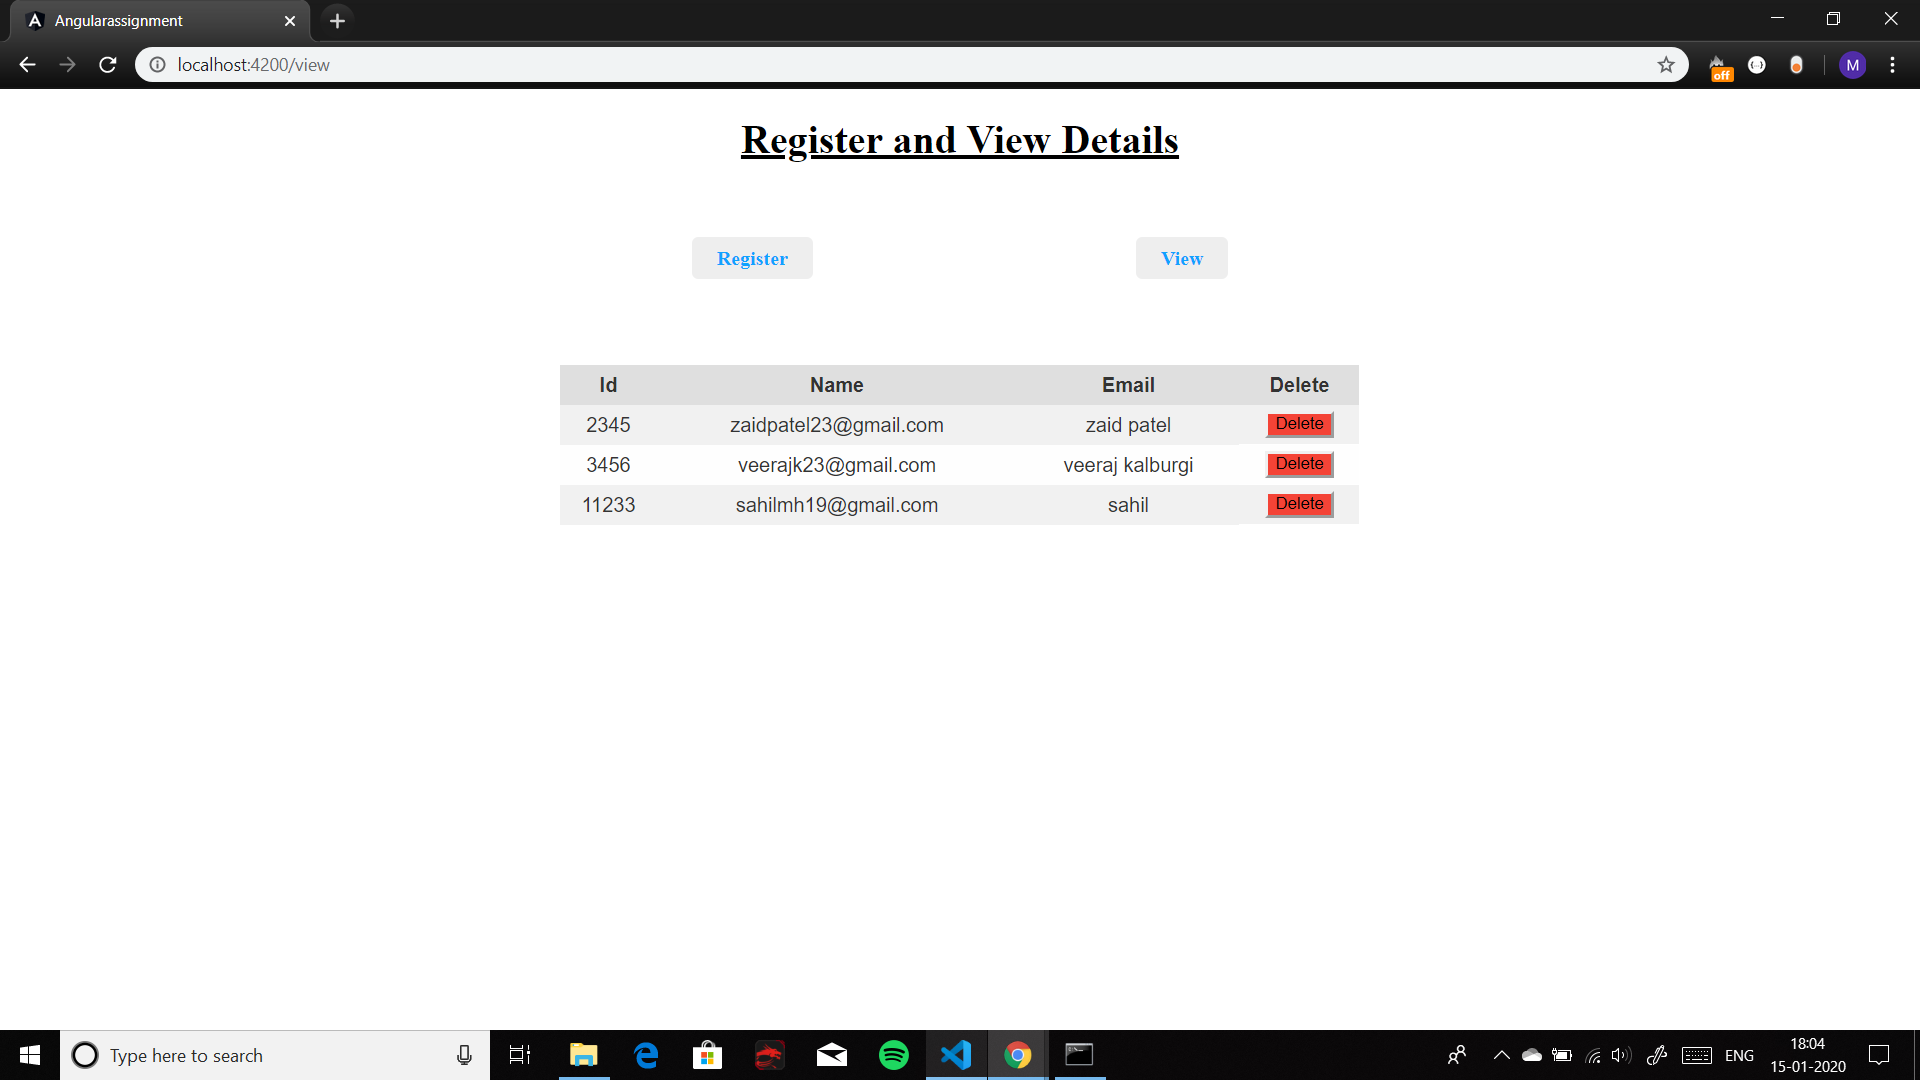 Angularassignment
localhost:4200/view
off
M
Register and View Details
Register View
Id Name Email Delete
2345 zaidpatel23@gmail.com zaid patel Delete
3456 veerajk23@gmail.com veeraj kalburgi Delete
11233 sahilmh19@gmail.com sahil Delete
Type here to search
ENG
18:04
15-01-2020